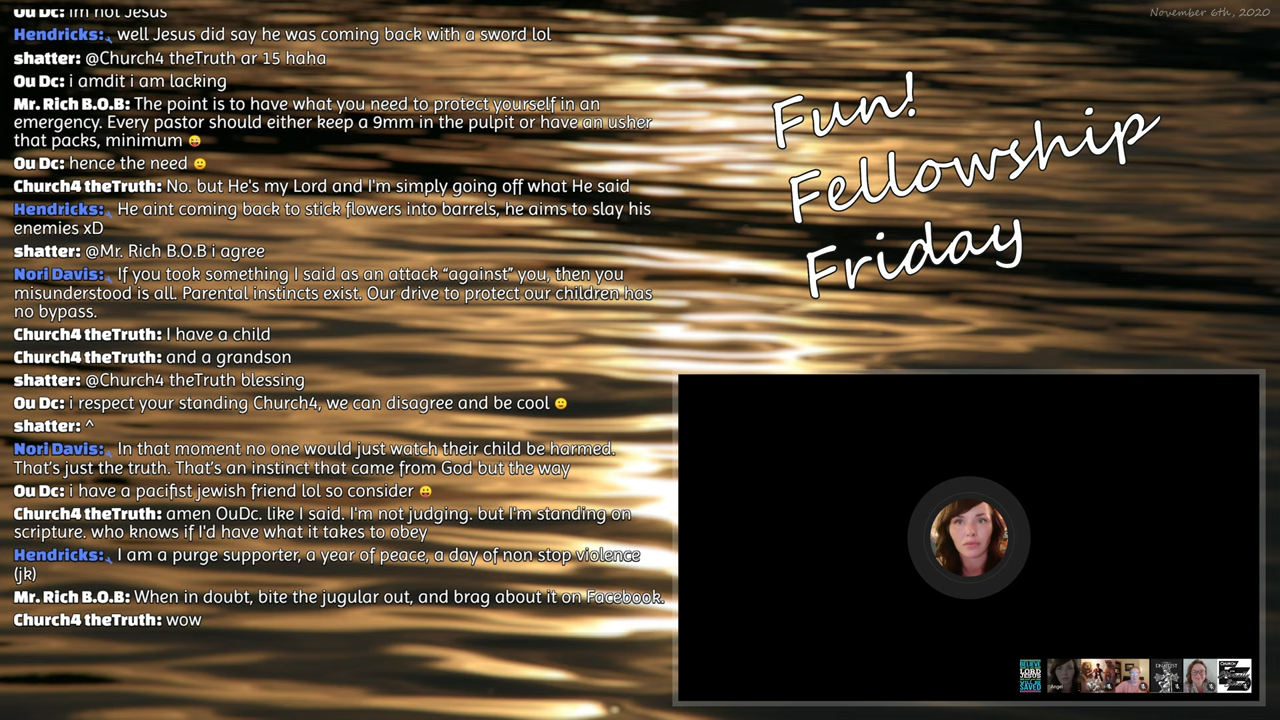 Ou Dc: im not Jesus
Hendricks: well Jesus did say he was coming back with a sword lol
shatter: @Church4 theTruth ar 15 haha
Ou Dc: i amdit i am lacking
Mr. Rich B.O.B: The point is to have what you need to protect yourself in an
emergency. Every pastor should either keep a 9mm in the pulpit or have an usher
that packs, minimum 😜
Ou Dc: hence the need 🙂
Church4 theTruth: No. but He's my Lord and I'm simply going off what He said
Hendricks: He aint coming back to stick flowers into barrels, he aims to slay his
enemies xD
shatter: @Mr. Rich B.O.B i agree
Nori Davis: If you took something I said as an attack “against” you, then you
misunderstood is all. Parental instincts exist. Our drive to protect our children has
no bypass.
Church4 theTruth: I have a child
Church4 theTruth: and a grandson
shatter: @Church4 theTruth blessing
Ou Dc: i respect your standing Church4, we can disagree and be cool 🙂
shatter: ^
Nori Davis: In that moment no one would just watch their child be harmed.
That’s just the truth. That’s an instinct that came from God but the way
Ou Dc: i have a pacifist jewish friend lol so consider 😛
Church4 theTruth: amen OuDc. like I said. I'm not judging. but I'm standing on
scripture. who knows if I'd have what it takes to obey
Hendricks: I am a purge supporter, a year of peace, a day of non stop violence
(jk)
Mr. Rich B.O.B: When in doubt, bite the jugular out, and brag about it on Facebook.
Church4 theTruth: wow
November 6th, 2020
Fun!
Fellowship
Friday
BELIEVE
LORD
JESUS
SAVED
Angel